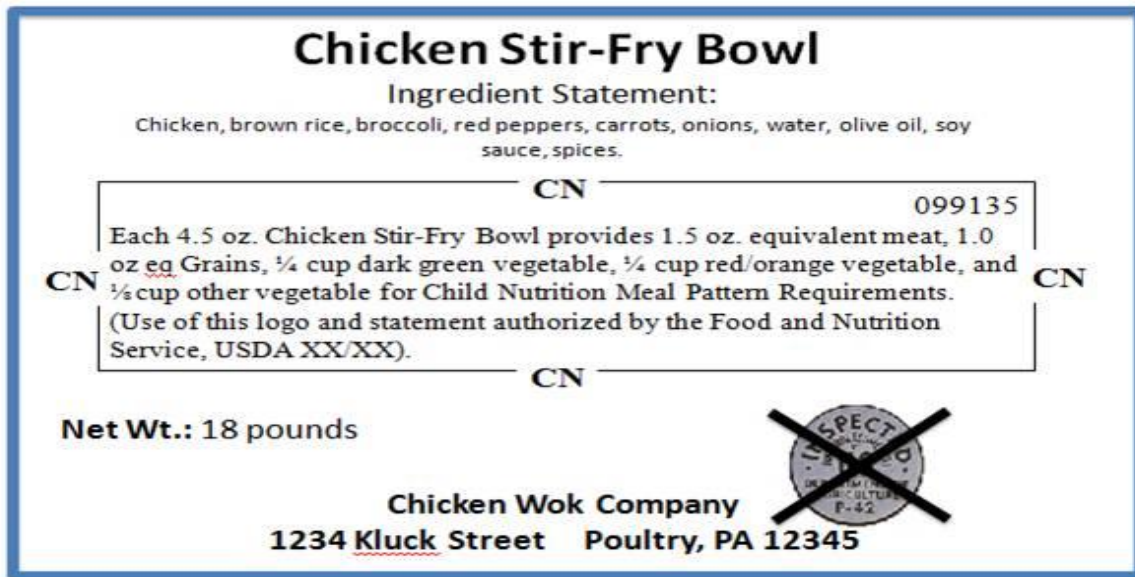 Chicken Stir-Fry Bowl
Ingredient Statement:
Chicken, brown rice, broccoli, red peppers, carrots, onions, water, olive oil, soy
sauce, spices.
CN
099135
Each 4.5 oz. Chicken Stir-Fry Bowl provides 1.5 oz. equivalent meat, 1.0
oz eq Grains, ¼ cup dark green vegetable, ¼ cup red/orange vegetable, and
CN CN
⅛ cup other vegetable for Child Nutrition Meal Pattern Requirements.
(Use of this logo and statement authorized by the Food and Nutrition
Service, USDA XX/XX).
CN
Net Wt.: 18 pounds
INSPECTED
P-42
Chicken Wok Company
1234 Kluck Street Poultry, PA 12345